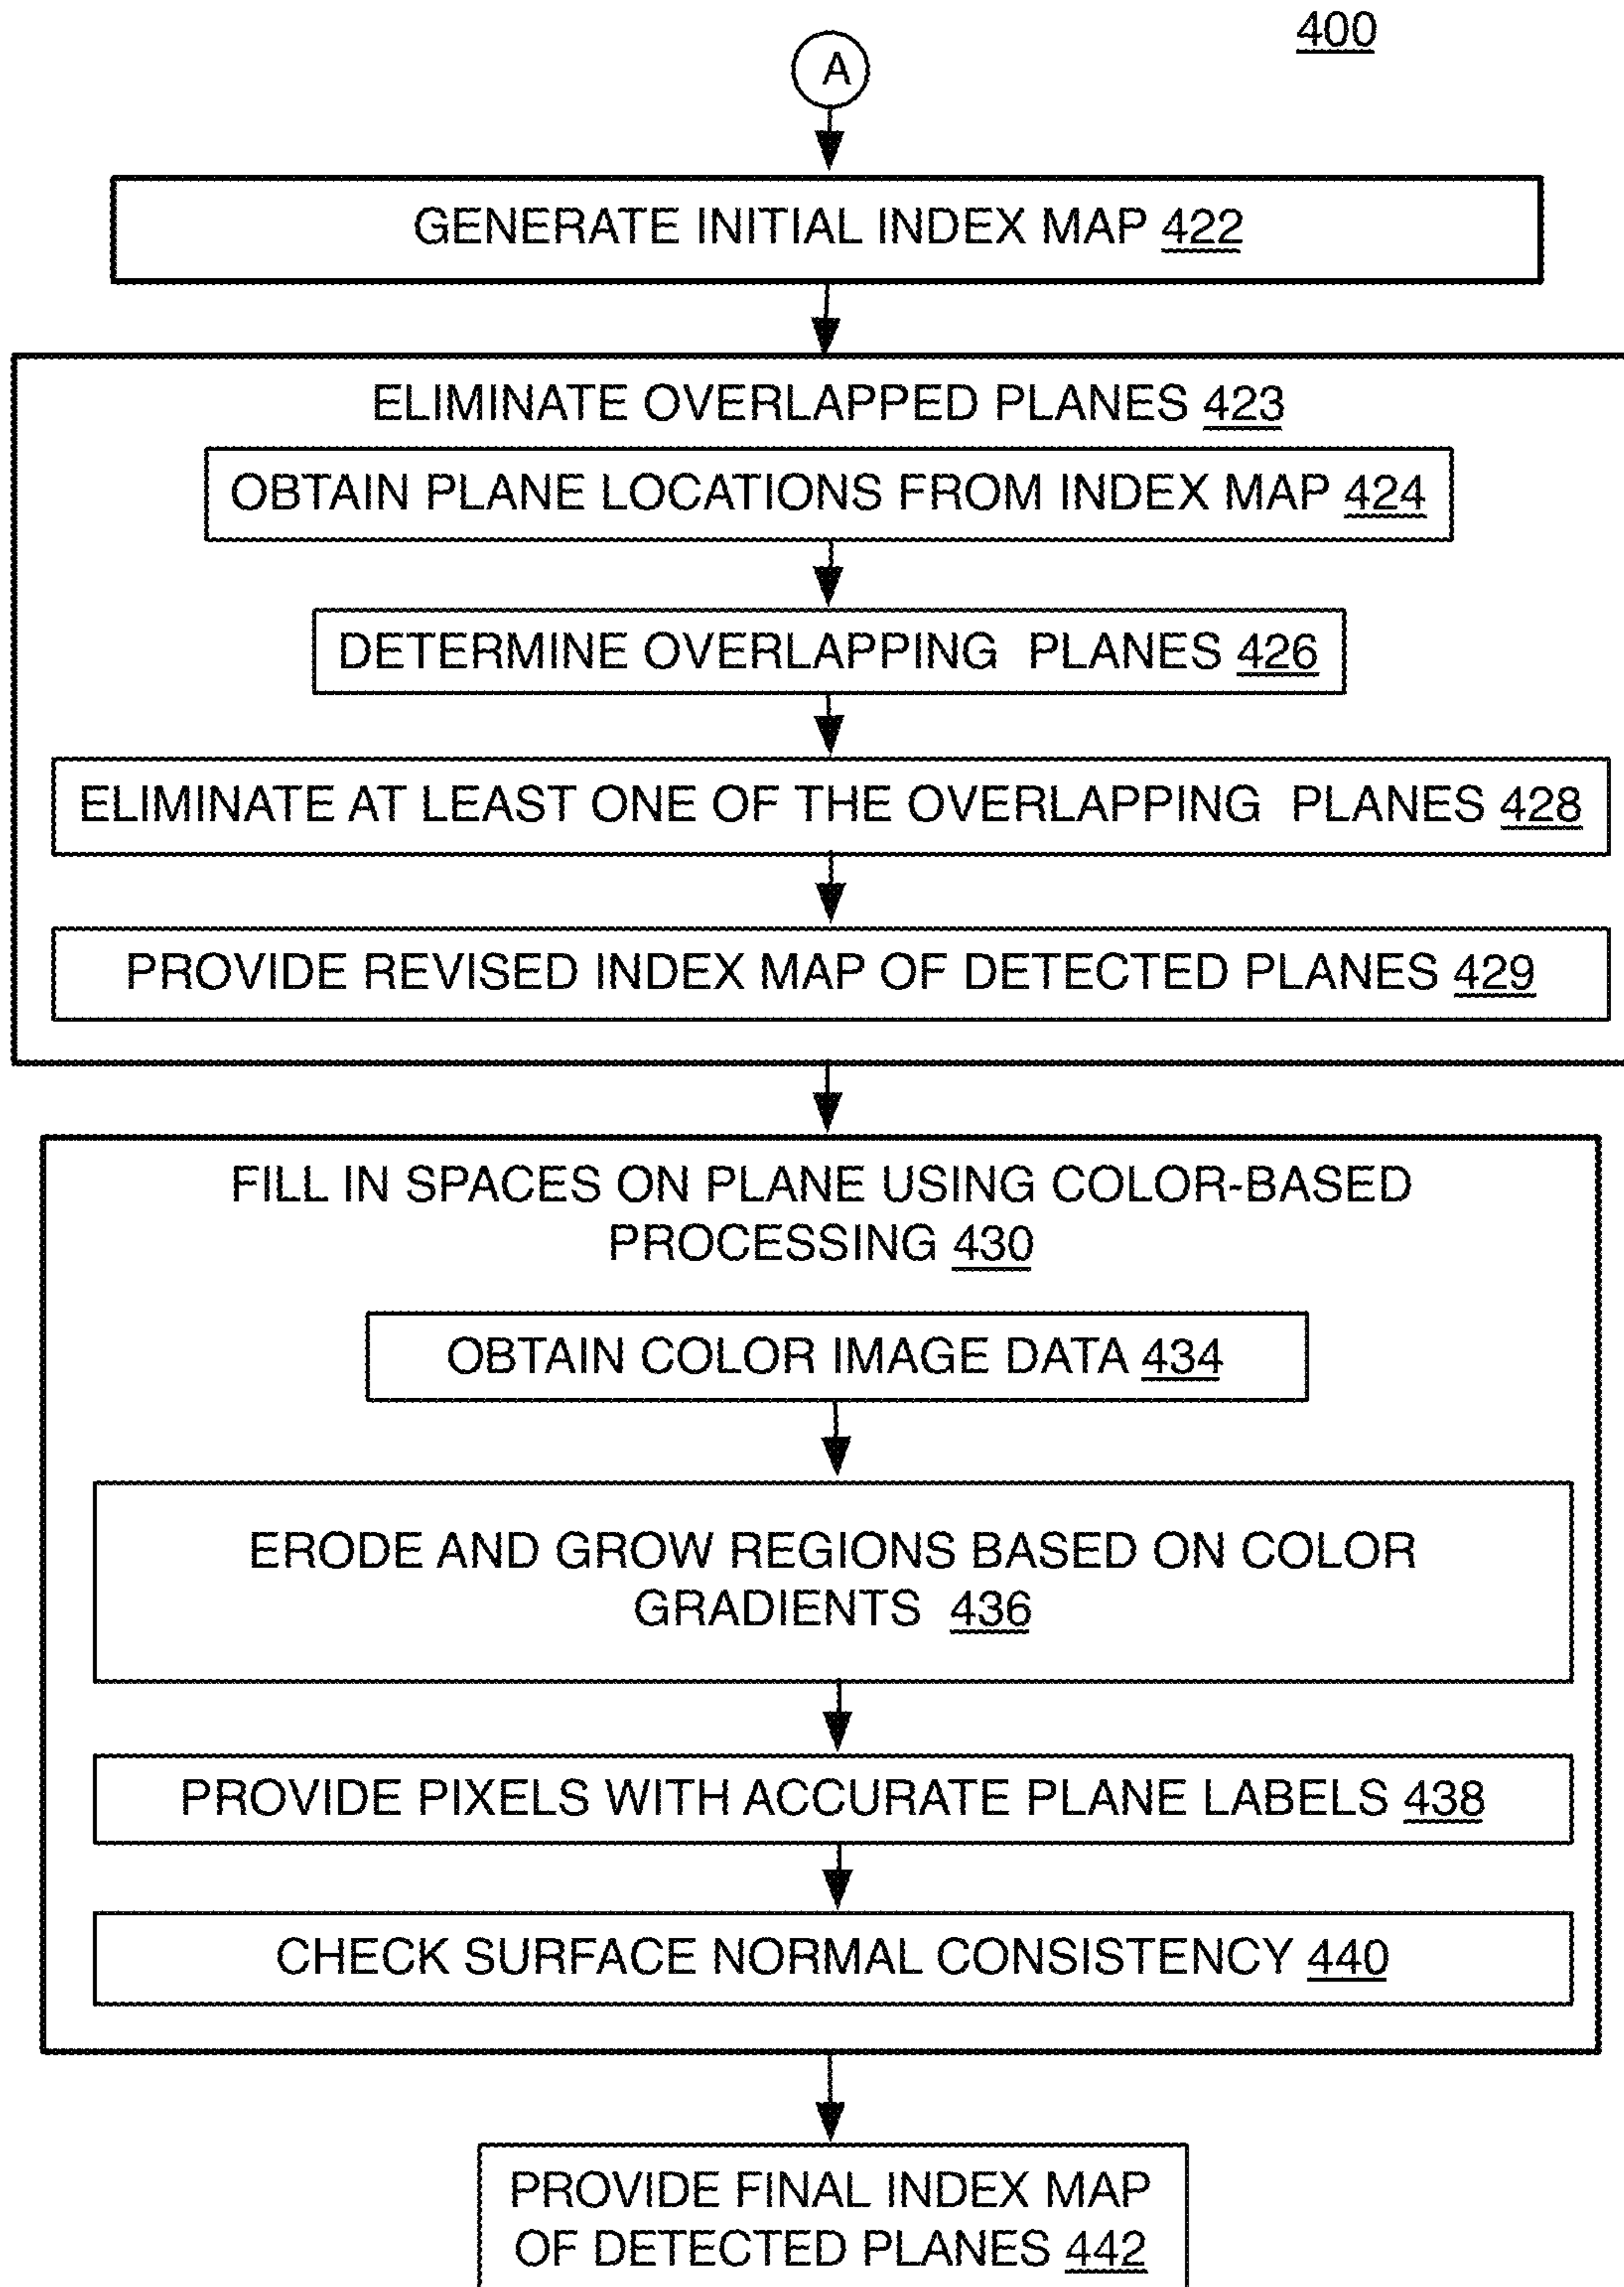 400
A
GENERATE INITIAL INDEX MAP 422
ELIMINATE OVERLAPPED PLANES 423
OBTAIN PLANE LOCATIONS FROM INDEX MAP 424
DETERMINE OVERLAPPING PLANES 426
ELIMINATE AT LEAST ONE OF THE OVERLAPPING PLANES 428
PROVIDE REVISED INDEX MAP OF DETECTED PLANES 429
FILL IN SPACES ON PLANE USING COLOR-BASED
PROCESSING 430
OBTAIN COLOR IMAGE DATA 434
ERODE AND GROW REGIONS BASED ON COLOR
GRADIENTS 436
PROVIDE PIXELS WITH ACCURATE PLANE LABELS 438
CHECK SURFACE NORMAL CONSISTENCY 440
PROVIDE FINAL INDEX MAP
OF DETECTED PLANES 442